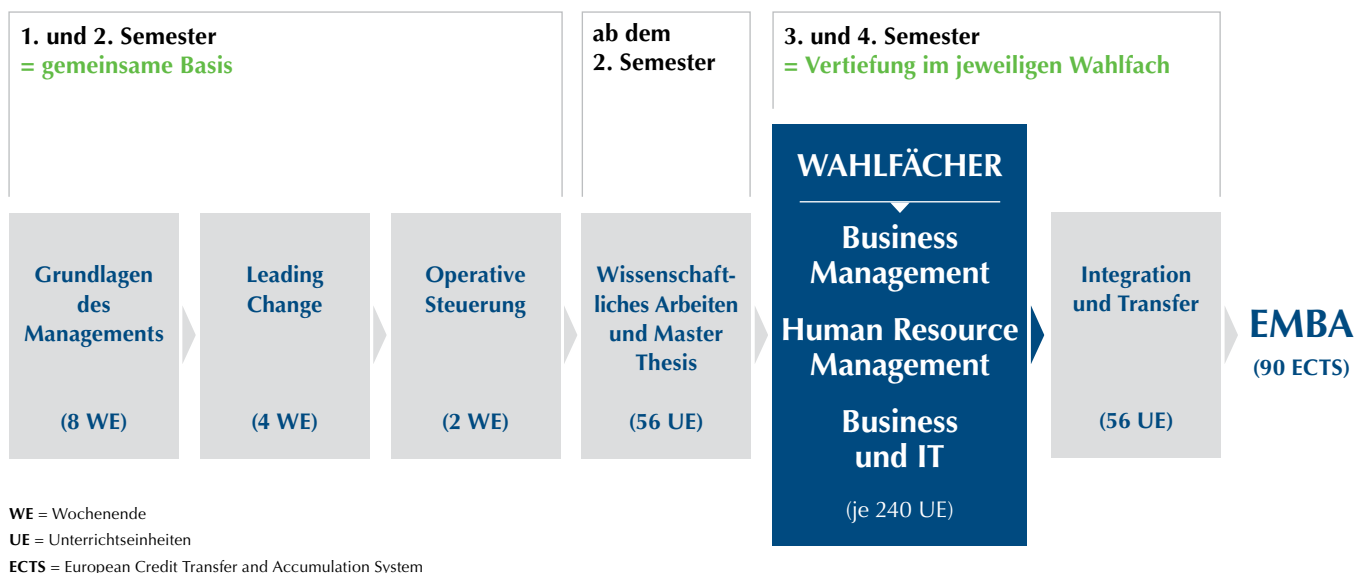 1. und 2. Semester
= gemeinsame Basis
ab dem
2. Semester
3. und 4. Semester
= Vertiefung im jeweiligen Wahlfach
Grundlagen
des
Managements
(8 WE)
Leading
Change
(4 WE)
Operative
Steuerung
(2 WE)
Wissenschaft-
liches Arbeiten
und Master
Thesis
(56 UE)
WAHLFÄCHER
Business
Management
Human Resource
Management
Business
und IT
(je 240 UE)
Integration
und Transfer
(56 UE)
EMBA
(90 ECTS)
WE = Wochenende
UE = Unterrichtseinheiten
ECTS = European Credit Transfer and Accumulation System